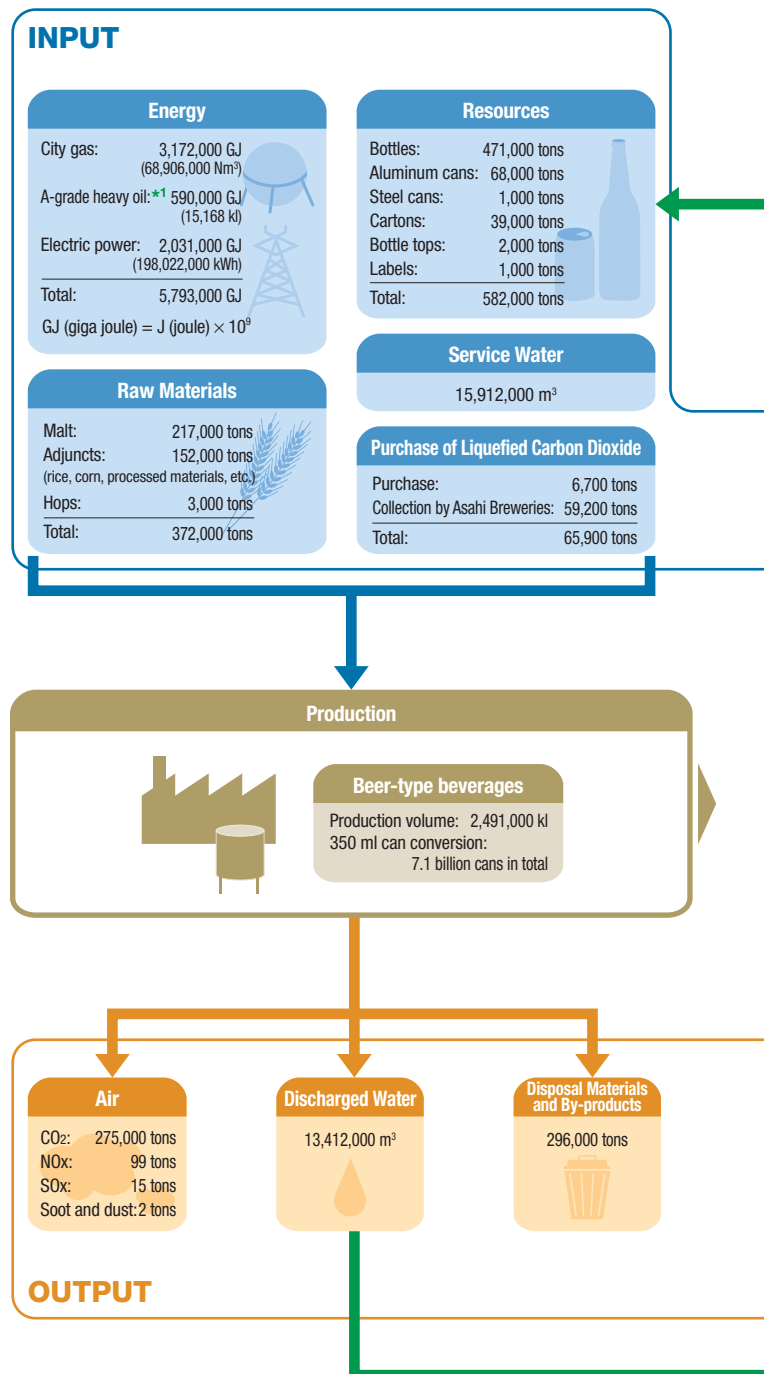 INPUT
Energy
City gas: 3,172,000 GJ
(68,906,000 Nm³)
A-grade heavy oil:*1 590,000 GJ
(15,168 kl)
Electric power: 2,031,000 GJ
(198,022,000 kWh)
Total: 5,793,000 GJ
GJ (giga joule) = J (joule) × 10⁹
Resources
Bottles: 471,000 tons
Aluminum cans: 68,000 tons
Steel cans: 1,000 tons
Cartons: 39,000 tons
Bottle tops: 2,000 tons
Labels: 1,000 tons
Total: 582,000 tons
Service Water
15,912,000 m³
Raw Materials
Malt: 217,000 tons
Adjuncts: 152,000 tons
(rice, corn, processed materials, etc.)
Hops: 3,000 tons
Total: 372,000 tons
Purchase of Liquefied Carbon Dioxide
Purchase: 6,700 tons
Collection by Asahi Breweries: 59,200 tons
Total: 65,900 tons
Production
Beer-type beverages
Production volume: 2,491,000 kl
350 ml can conversion:
7.1 billion cans in total
Air
CO₂: 275,000 tons
NOx: 99 tons
SOx: 15 tons
Soot and dust: 2 tons
Discharged Water
13,412,000 m³
Disposal Materials
and By-products
296,000 tons
OUTPUT